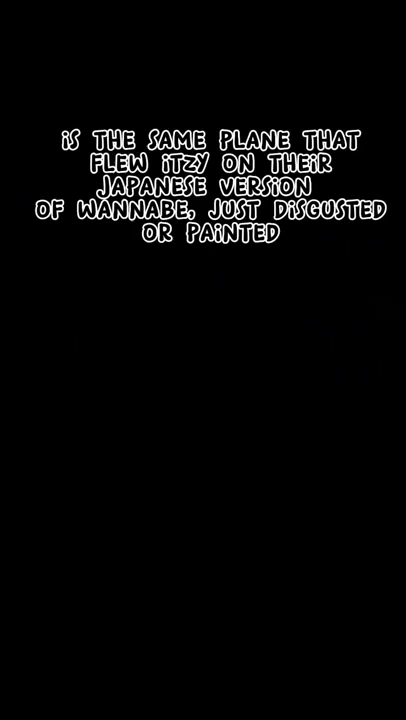 is THE SAME PLANE THAT
FLEW iTZY ON THEiR
JAPANESE VERSiON
OF WANNABE, JUST DiSGUSTED
OR PAiNTED